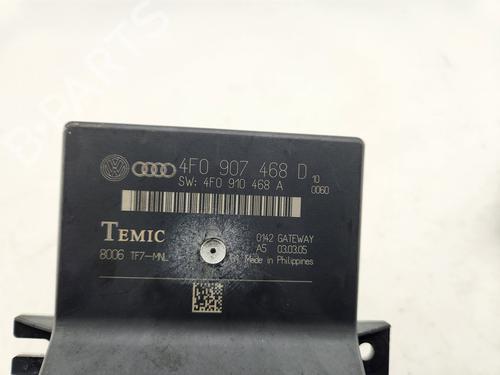 B-PARTS
4F0 907 468 D
SW: 4F0 910 468 A
10
0060
TEMIC
0142 GATEWAY
A5 03.03.05
8006 TF7-MNL
Made in Philippines